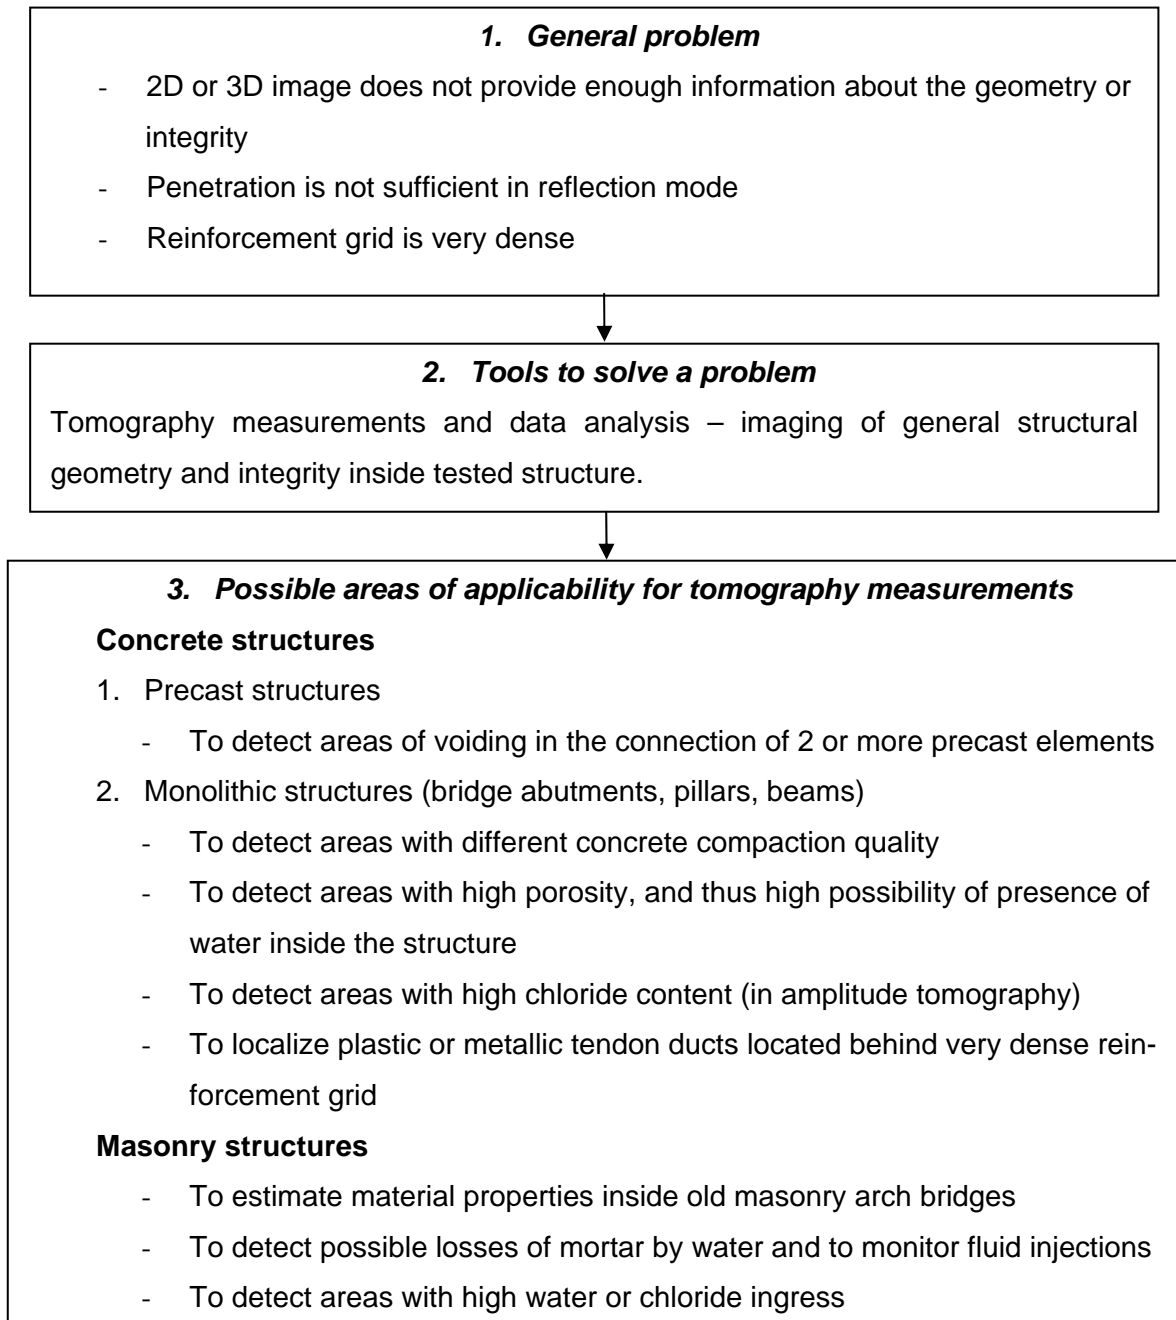 1. General problem
- 2D or 3D image does not provide enough information about the geometry or
integrity
- Penetration is not sufficient in reflection mode
- Reinforcement grid is very dense
2. Tools to solve a problem
Tomography measurements and data analysis – imaging of general structural
geometry and integrity inside tested structure.
3. Possible areas of applicability for tomography measurements
Concrete structures
1. Precast structures
- To detect areas of voiding in the connection of 2 or more precast elements
2. Monolithic structures (bridge abutments, pillars, beams)
- To detect areas with different concrete compaction quality
- To detect areas with high porosity, and thus high possibility of presence of
water inside the structure
- To detect areas with high chloride content (in amplitude tomography)
- To localize plastic or metallic tendon ducts located behind very dense rein-
forcement grid
Masonry structures
- To estimate material properties inside old masonry arch bridges
- To detect possible losses of mortar by water and to monitor fluid injections
- To detect areas with high water or chloride ingress